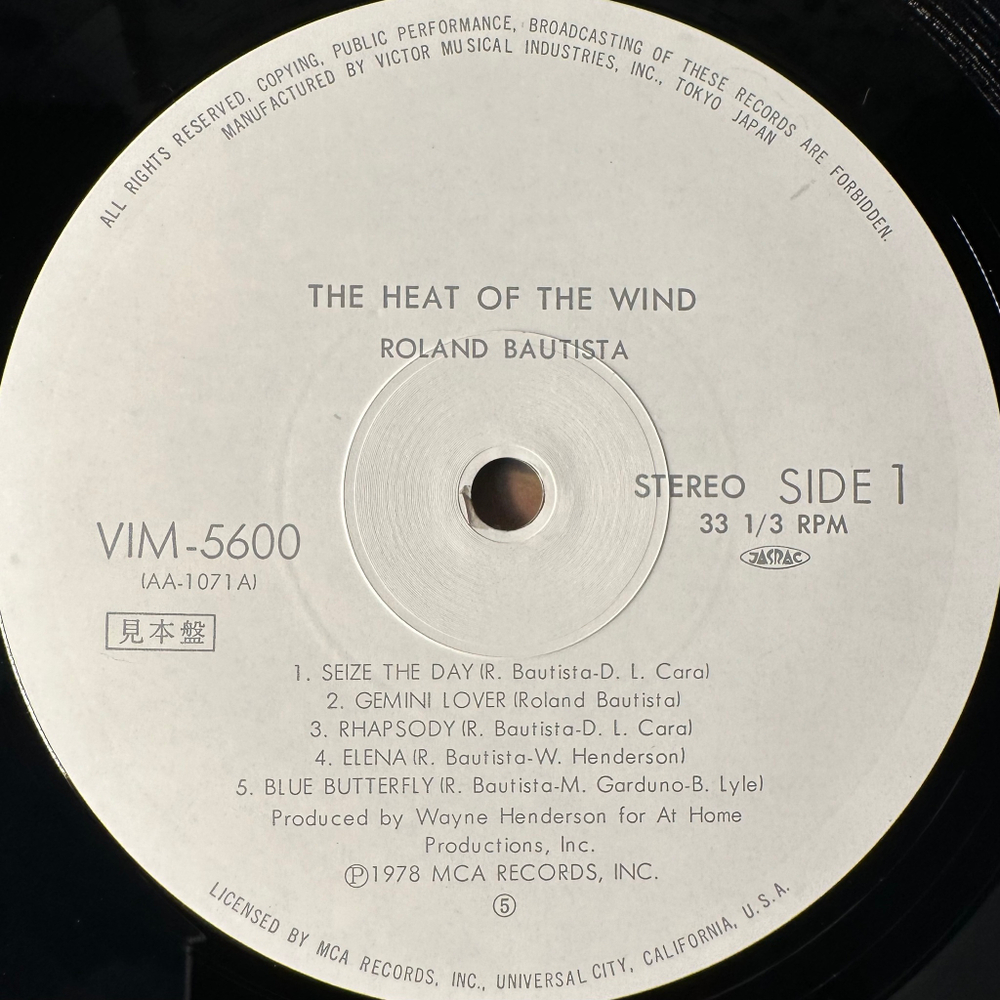 ALL RIGHTS RESERVED, COPYING, PUBLIC PERFORMANCE, BROADCASTING OF THESE RECORDS ARE FORBIDDEN.
MANUFACTURED BY VICTOR MUSICAL INDUSTRIES, INC., TOKYO JAPAN
THE HEAT OF THE WIND
ROLAND BAUTISTA
STEREO SIDE 1
33 1/3 RPM
JASRAC
VIM-5600
(AA-1071A)
見本盤
1. SEIZE THE DAY (R. Bautista-D. L. Cara)
2. GEMINI LOVER (Roland Bautista)
3. RHAPSODY (R. Bautista-D. L. Cara)
4. ELENA (R. Bautista-W. Henderson)
5. BLUE BUTTERFLY (R. Bautista-M. Garduno-B. Lyle)
Produced by Wayne Henderson for At Home
Productions, Inc.
Ⓟ1978 MCA RECORDS, INC.
⑤
LICENSED BY MCA RECORDS, INC., UNIVERSAL CITY, CALIFORNIA, U.S.A.